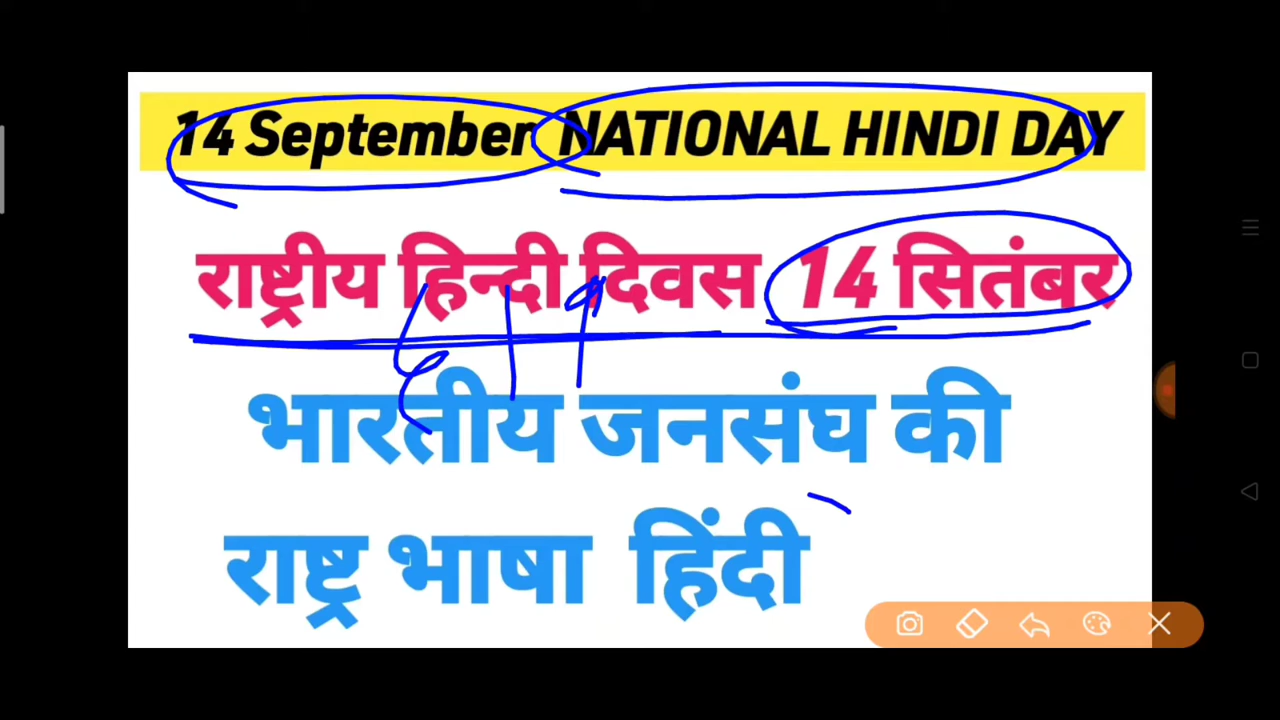 14 September NATIONAL HINDI DAY
राष्ट्रीय हिन्दी दिवस 14 सितंबर
भारतीय जनसंघ की
राष्ट्र भाषा हिंदी